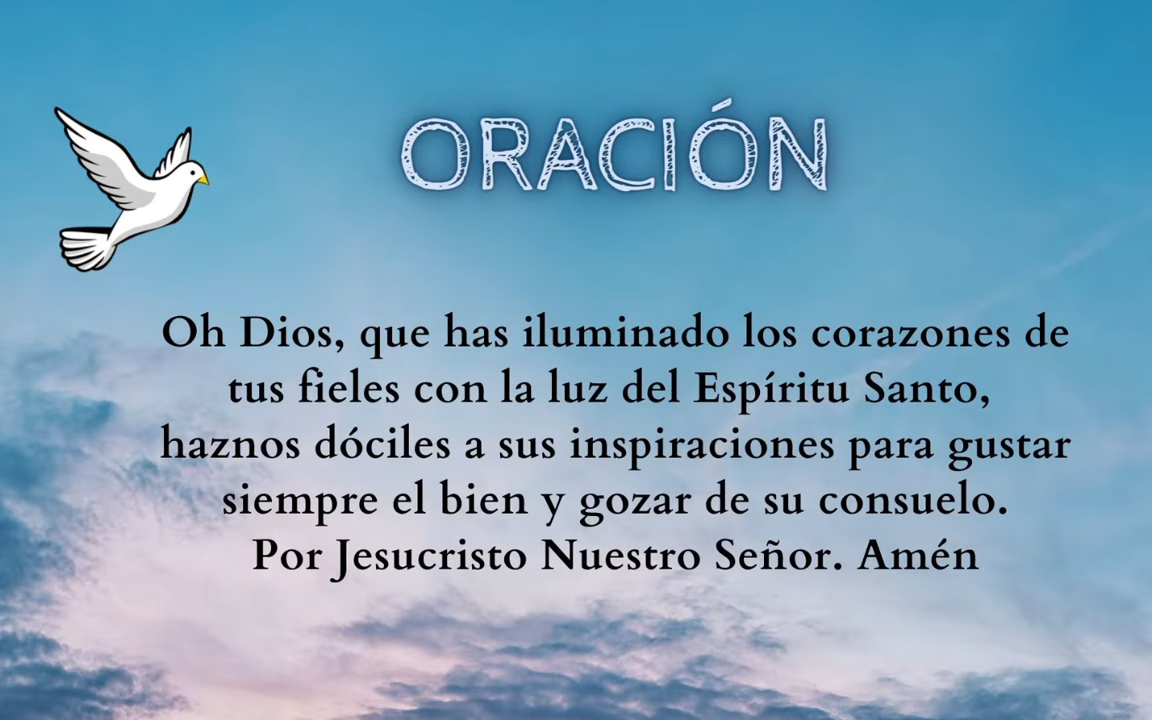 ORACIÓN
Oh Dios, que has iluminado los corazones de
tus fieles con la luz del Espíritu Santo,
haznos dóciles a sus inspiraciones para gustar
siempre el bien y gozar de su consuelo.
Por Jesucristo Nuestro Señor. Amén